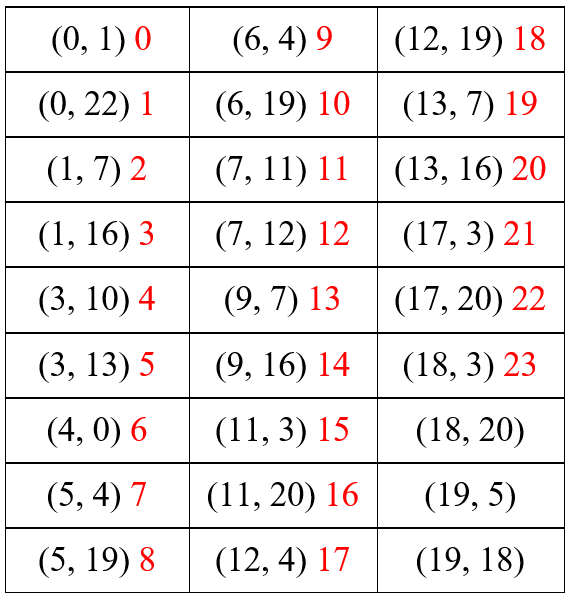 (0, 1) 0 (6, 4) 9 (12, 19) 18
(0, 22) 1 (6, 19) 10 (13, 7) 19
(1, 7) 2 (7, 11) 11 (13, 16) 20
(1, 16) 3 (7, 12) 12 (17, 3) 21
(3, 10) 4 (9, 7) 13 (17, 20) 22
(3, 13) 5 (9, 16) 14 (18, 3) 23
(4, 0) 6 (11, 3) 15 (18, 20)
(5, 4) 7 (11, 20) 16 (19, 5)
(5, 19) 8 (12, 4) 17 (19, 18)